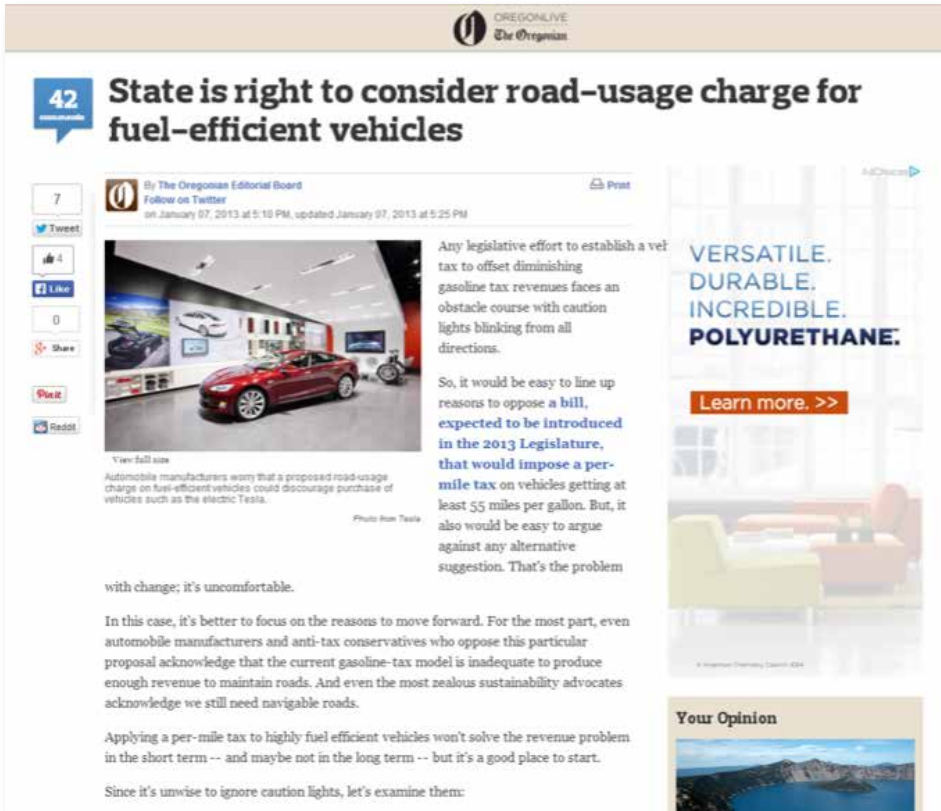 OREGONLIVE
The Oregonian
42
comments
State is right to consider road-usage charge for
fuel-efficient vehicles
7
Tweet
4
Like
0
Share
Pin it
Reddit
By The Oregonian Editorial Board
Follow on Twitter
on January 07, 2013 at 5:10 PM, updated January 07, 2013 at 5:25 PM
Print
View full size
Automobile manufacturers worry that a proposed road-usage
charge on fuel-efficient vehicles could discourage purchase of
vehicles such as the electric Tesla.
Photo from Tesla
Any legislative effort to establish a veh
tax to offset diminishing
gasoline tax revenues faces an
obstacle course with caution
lights blinking from all
directions.
So, it would be easy to line up
reasons to oppose a bill,
expected to be introduced
in the 2013 Legislature,
that would impose a per-
mile tax on vehicles getting at
least 55 miles per gallon. But, it
also would be easy to argue
against any alternative
suggestion. That's the problem
with change; it's uncomfortable.
In this case, it's better to focus on the reasons to move forward. For the most part, even
automobile manufacturers and anti-tax conservatives who oppose this particular
proposal acknowledge that the current gasoline-tax model is inadequate to produce
enough revenue to maintain roads. And even the most zealous sustainability advocates
acknowledge we still need navigable roads.
Applying a per-mile tax to highly fuel efficient vehicles won't solve the revenue problem
in the short term -- and maybe not in the long term -- but it's a good place to start.
Since it's unwise to ignore caution lights, let's examine them:
AdChoices
VERSATILE.
DURABLE.
INCREDIBLE.
POLYURETHANE.
Learn more. >>
© American Chemistry Council 2014
Your Opinion